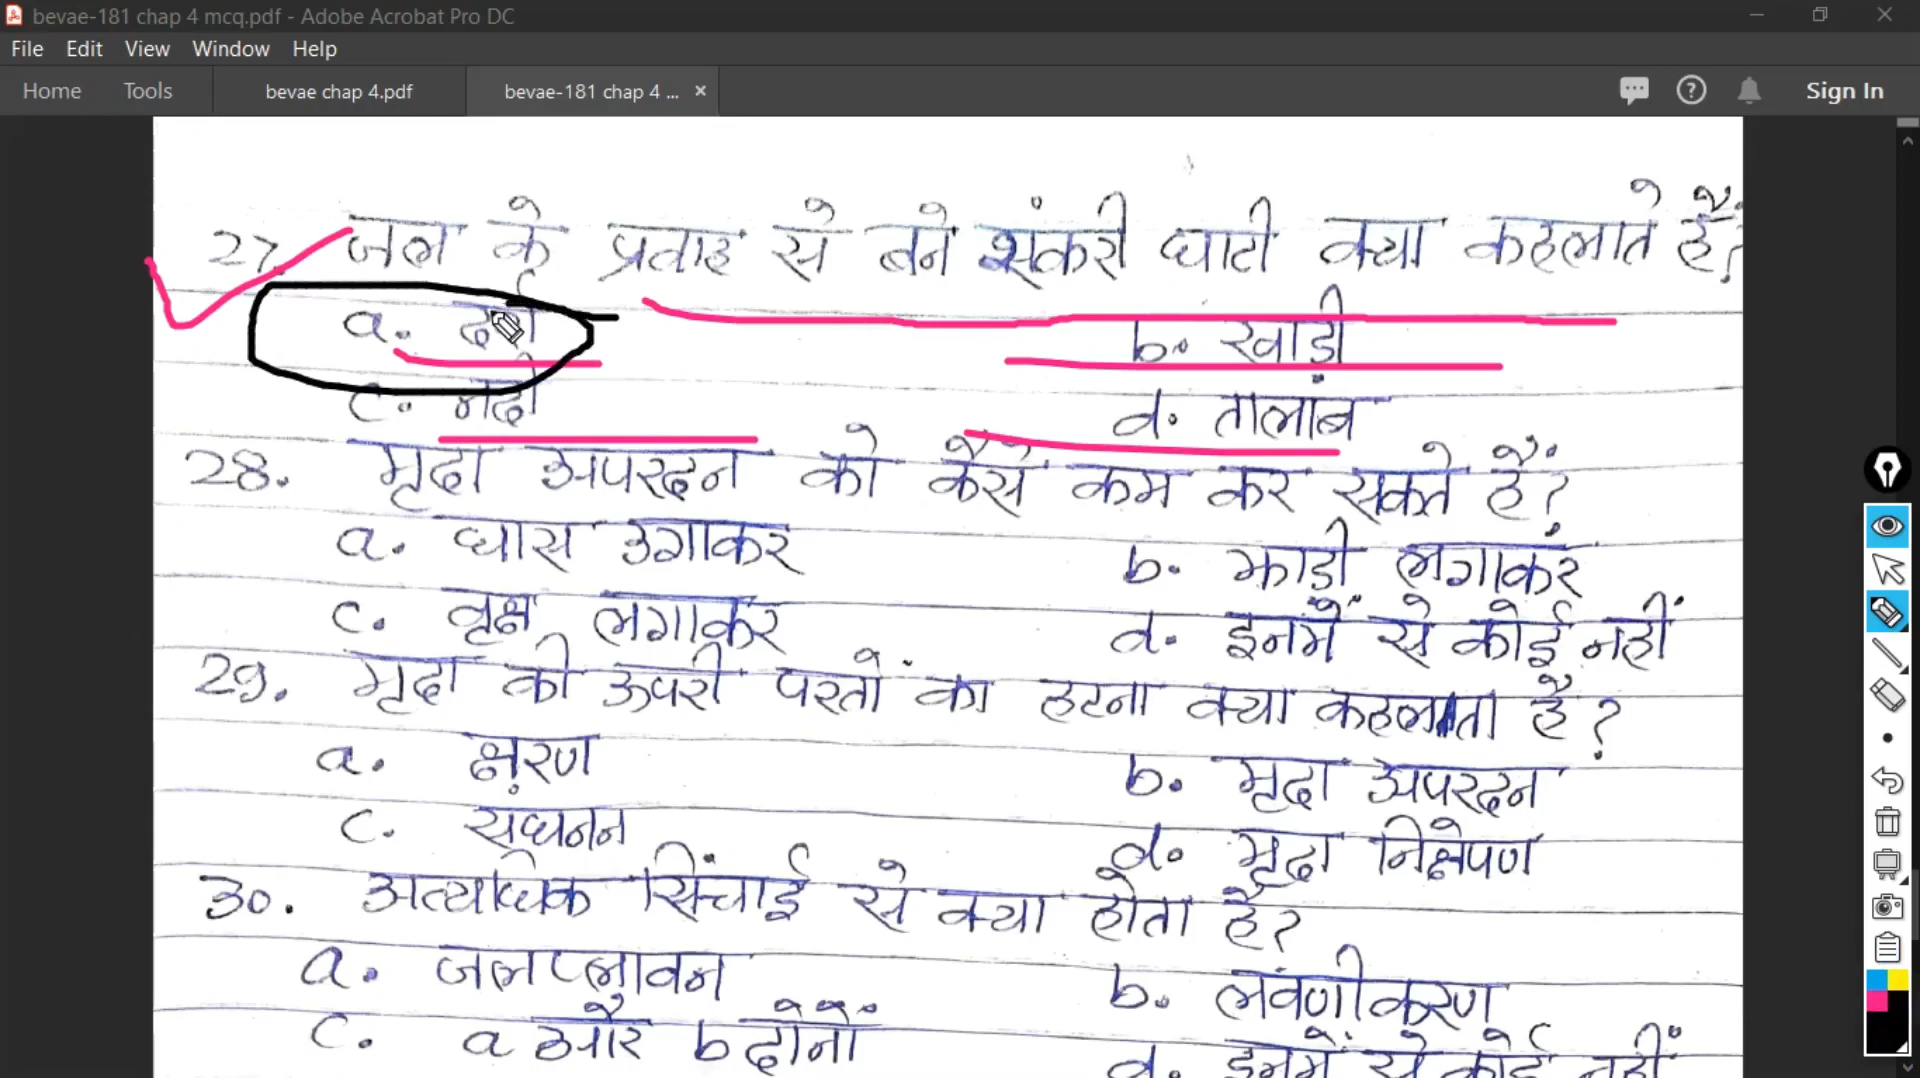 bevae-181 chap 4 mcq.pdf - Adobe Acrobat Pro DC
File Edit View Window Help
Home Tools bevae chap 4.pdf bevae-181 chap 4 ... × Sign In
27. जल के प्रवाह से बने शंकरी घाटी क्या कहलाते हैं?
a. दर्रा b. खाड़ी
c. नदी d. तालाब
28. मृदा अपरदन को कैसे कम कर सकते हैं?
a. घास उगाकर b. झाड़ी लगाकर
c. वृक्ष लगाकर d. इनमें से कोई नहीं
29. मृदा की ऊपरी परतों का हटना क्या कहलाता है?
a. क्षरण b. मृदा अपरदन
c. संघनन d. मृदा निक्षेपण
30. अत्यधिक सिंचाई से क्या होता है?
a. जलप्लावन b. लवणीकरण
c. a और b दोनों d. इनमें से कोई नहीं